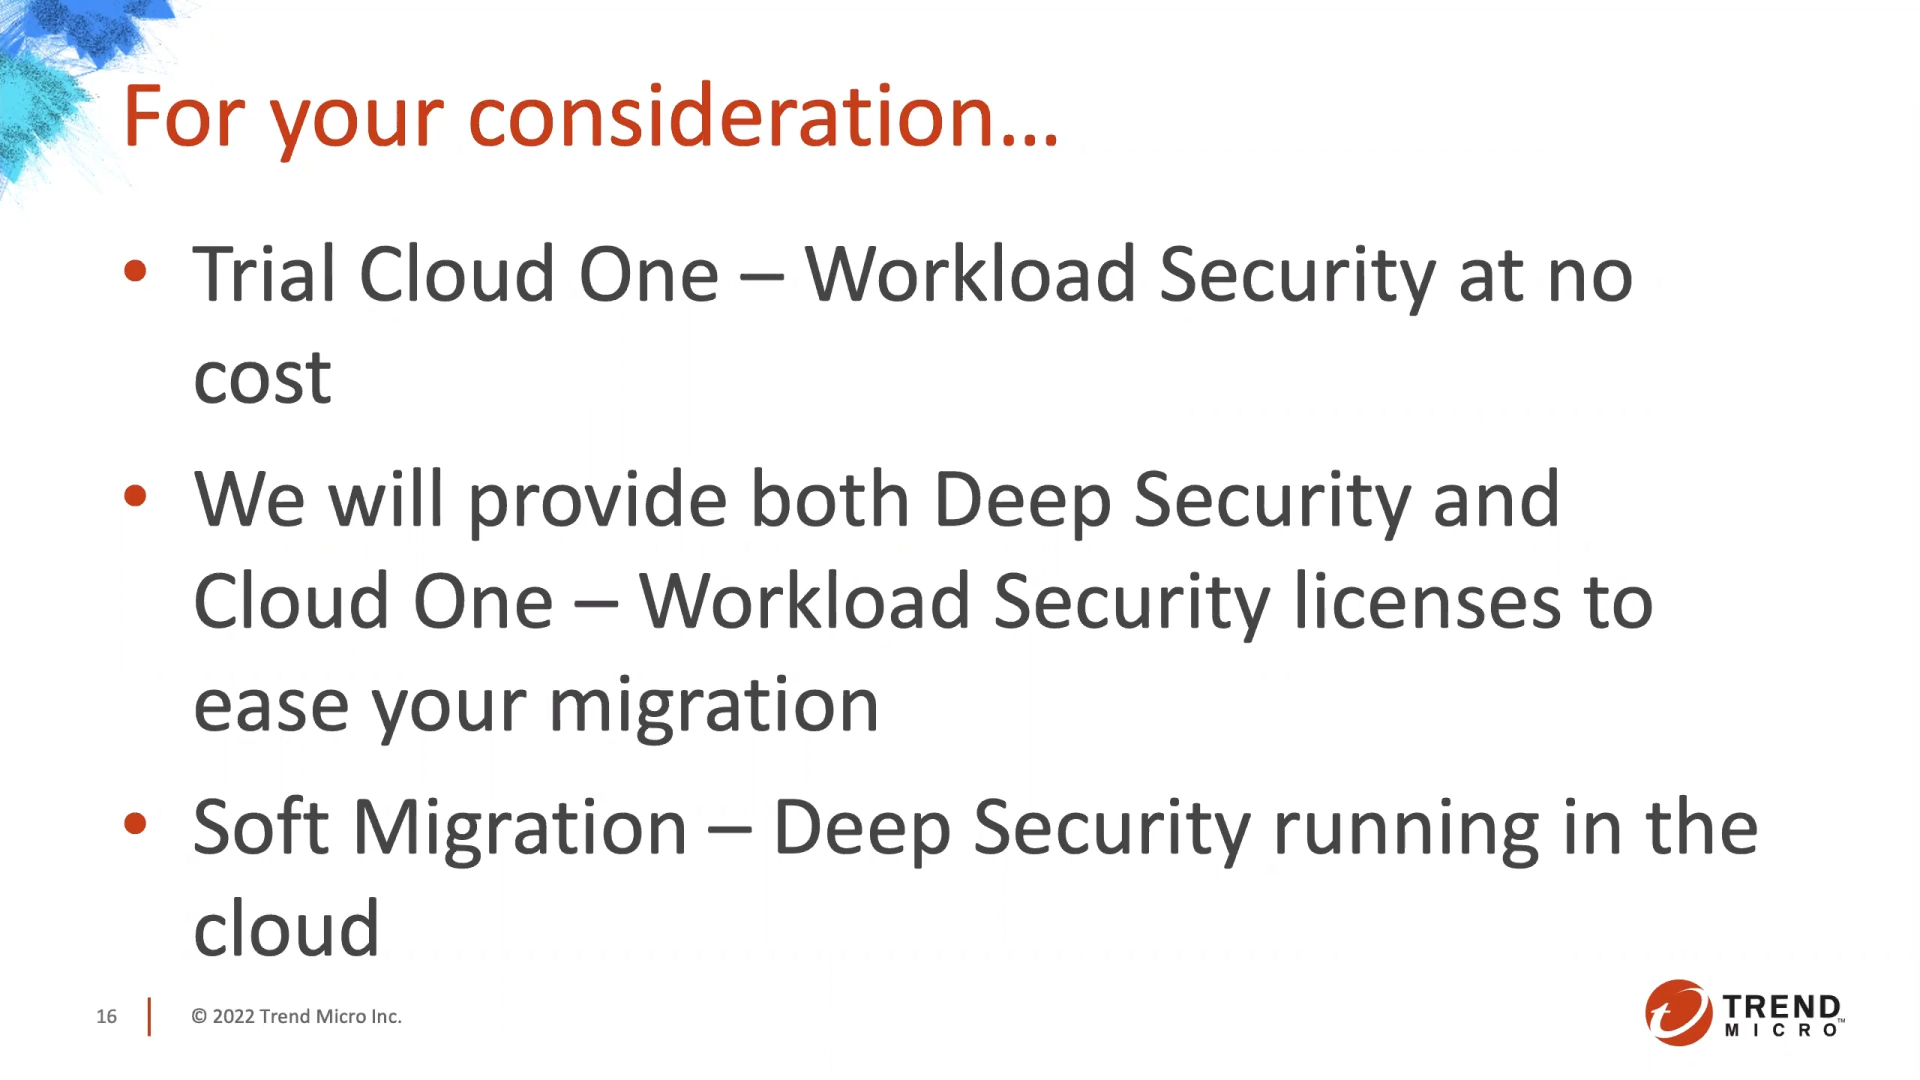 For your consideration...
• Trial Cloud One – Workload Security at no
cost
• We will provide both Deep Security and
Cloud One – Workload Security licenses to
ease your migration
• Soft Migration – Deep Security running in the
cloud
16
© 2022 Trend Micro Inc.
TREND
MICRO™